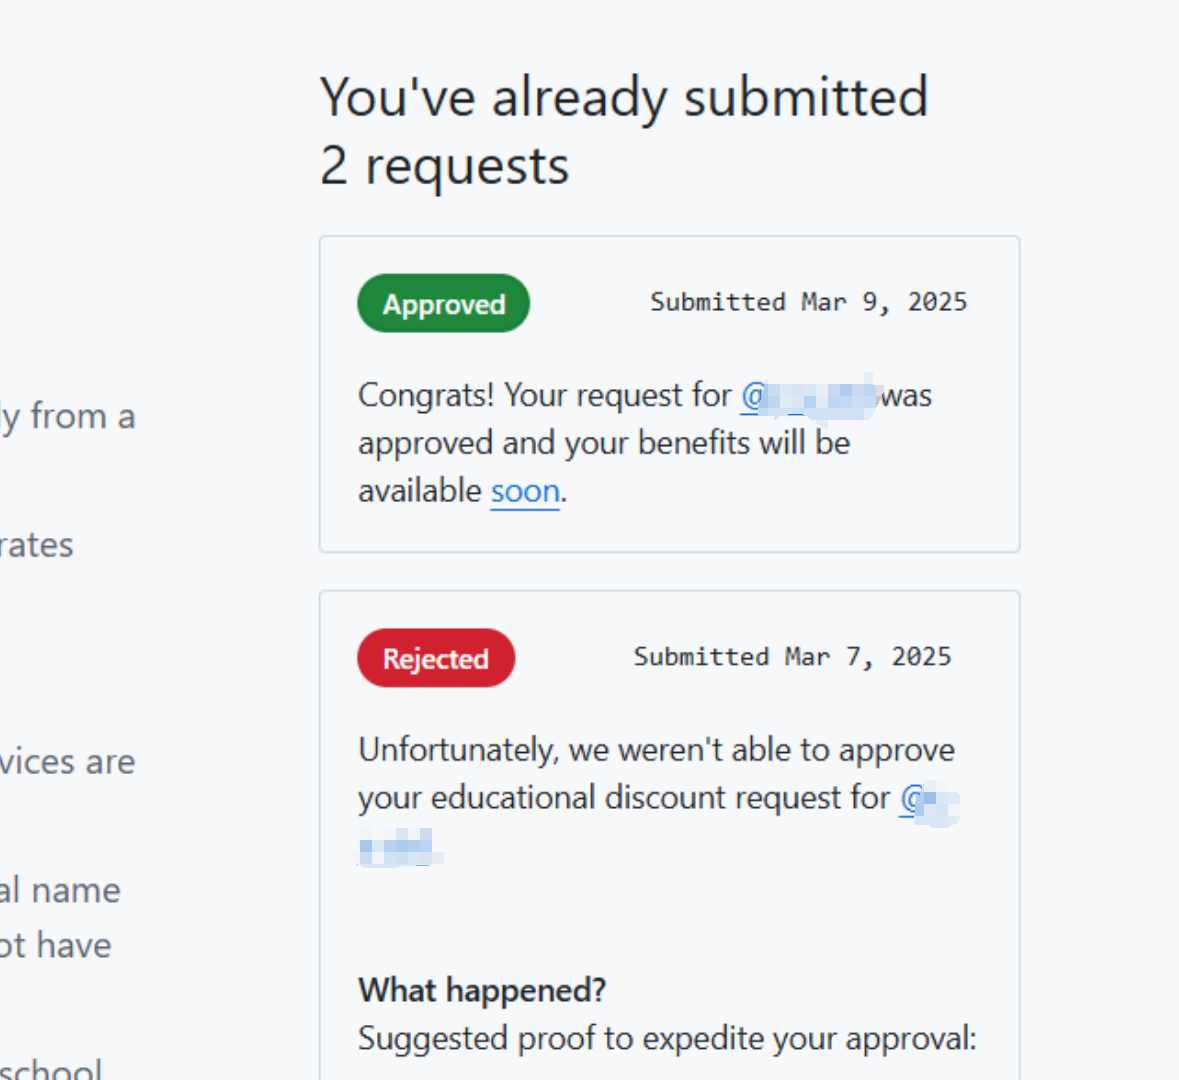 You've already submitted
2 requests
Approved
Submitted Mar 9, 2025
Congrats! Your request for @ was
approved and your benefits will be
available soon.
Rejected
Submitted Mar 7, 2025
Unfortunately, we weren't able to approve
your educational discount request for @
What happened?
Suggested proof to expedite your approval:
y from a
rates
vices are
al name
ot have
school